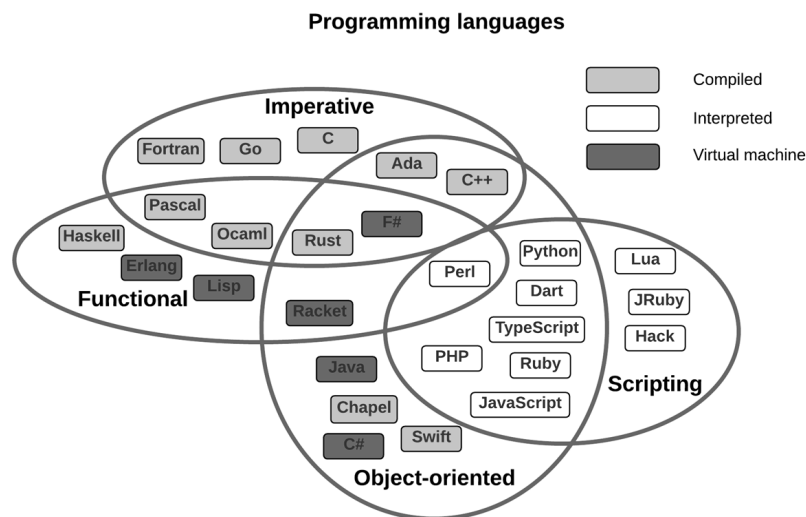 Programming languages
Compiled
Interpreted
Virtual machine
Imperative
Fortran
Go
C
Ada
C++
Pascal
Ocaml
Rust
F#
Haskell
Erlang
Lisp
Functional
Racket
Perl
Python
Lua
Dart
JRuby
TypeScript
Hack
PHP
Ruby
Scripting
JavaScript
Java
Chapel
C#
Swift
Object-oriented